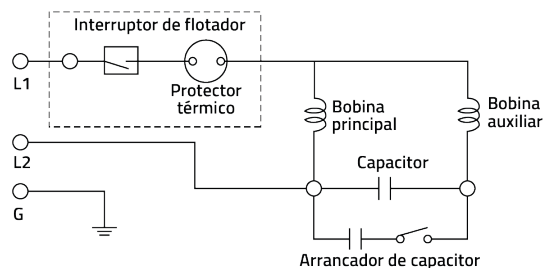 Interruptor de flotador
L1
Protector
térmico
Bobina
principal
Bobina
auxiliar
L2
Capacitor
G
Arrancador de capacitor